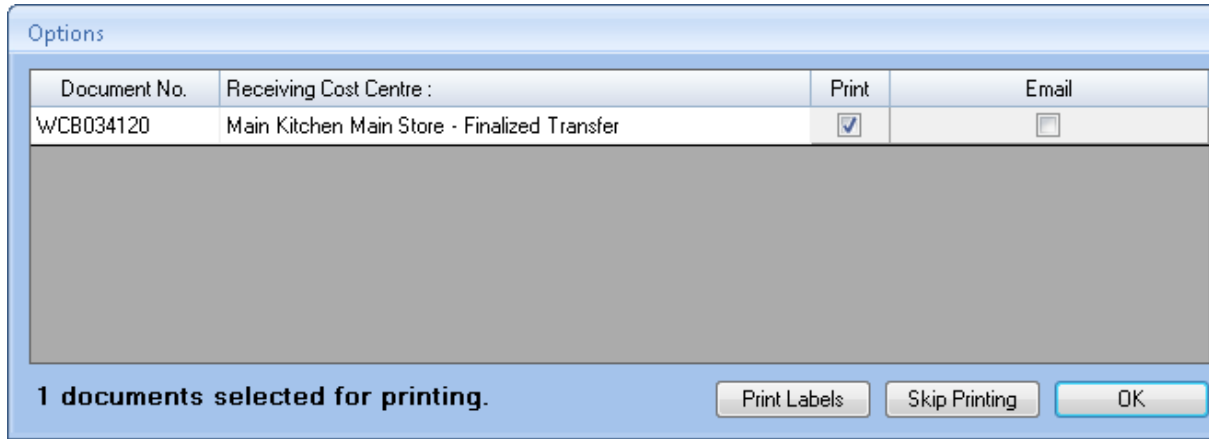 Options
Document No. Receiving Cost Centre : Print Email
WCB034120 Main Kitchen Main Store - Finalized Transfer
1 documents selected for printing. Print Labels Skip Printing OK